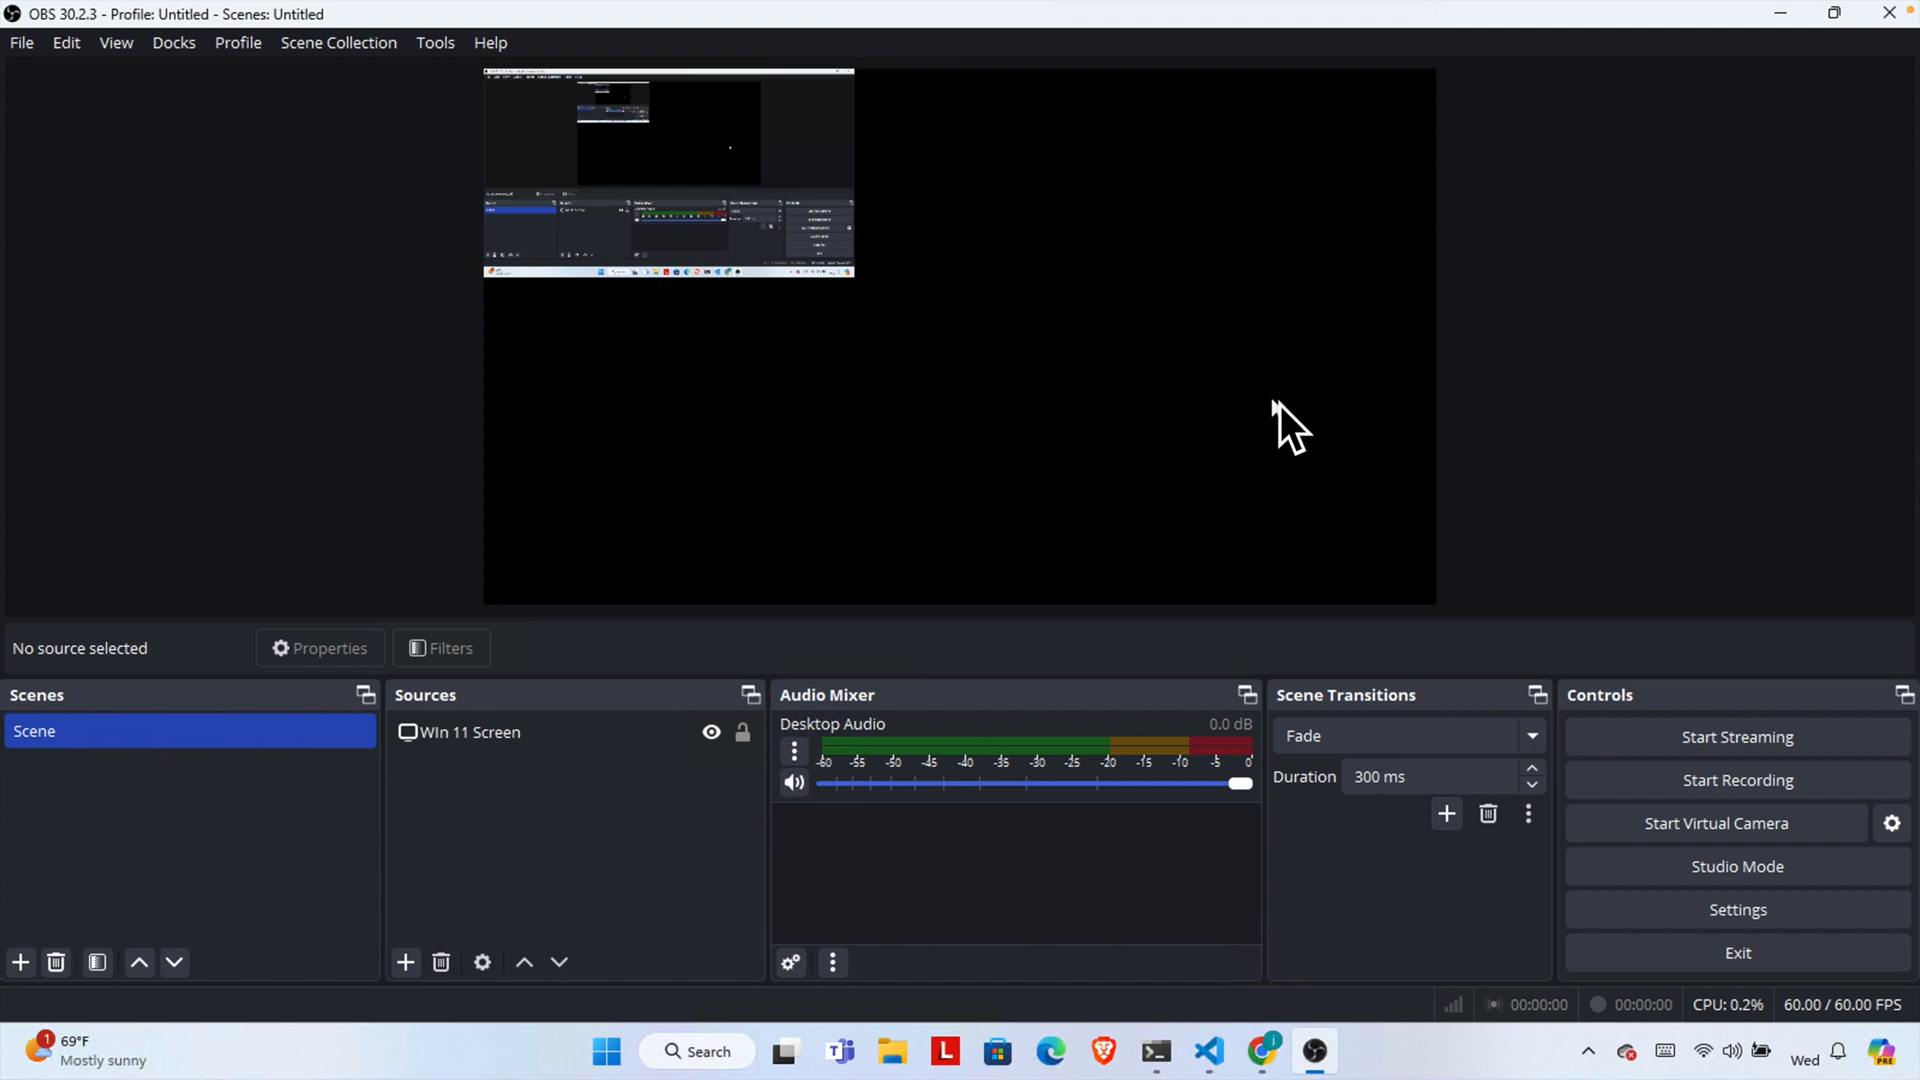 OBS 30.2.3 - Profile: Untitled - Scenes: Untitled
File Edit View Docks Profile Scene Collection Tools Help
No source selected Properties Filters
Scenes
Scene
Sources
WIn 11 Screen
Audio Mixer
Desktop Audio 0.0 dB
-60 -55 -50 -45 -40 -35 -30 -25 -20 -15 -10 -5 0
Scene Transitions
Fade
Duration 300 ms
Controls
Start Streaming
Start Recording
Start Virtual Camera
Studio Mode
Settings
Exit
00:00:00 00:00:00 CPU: 0.2% 60.00 / 60.00 FPS
1
69°F
Mostly sunny
Search
L
J
Wed
PRE